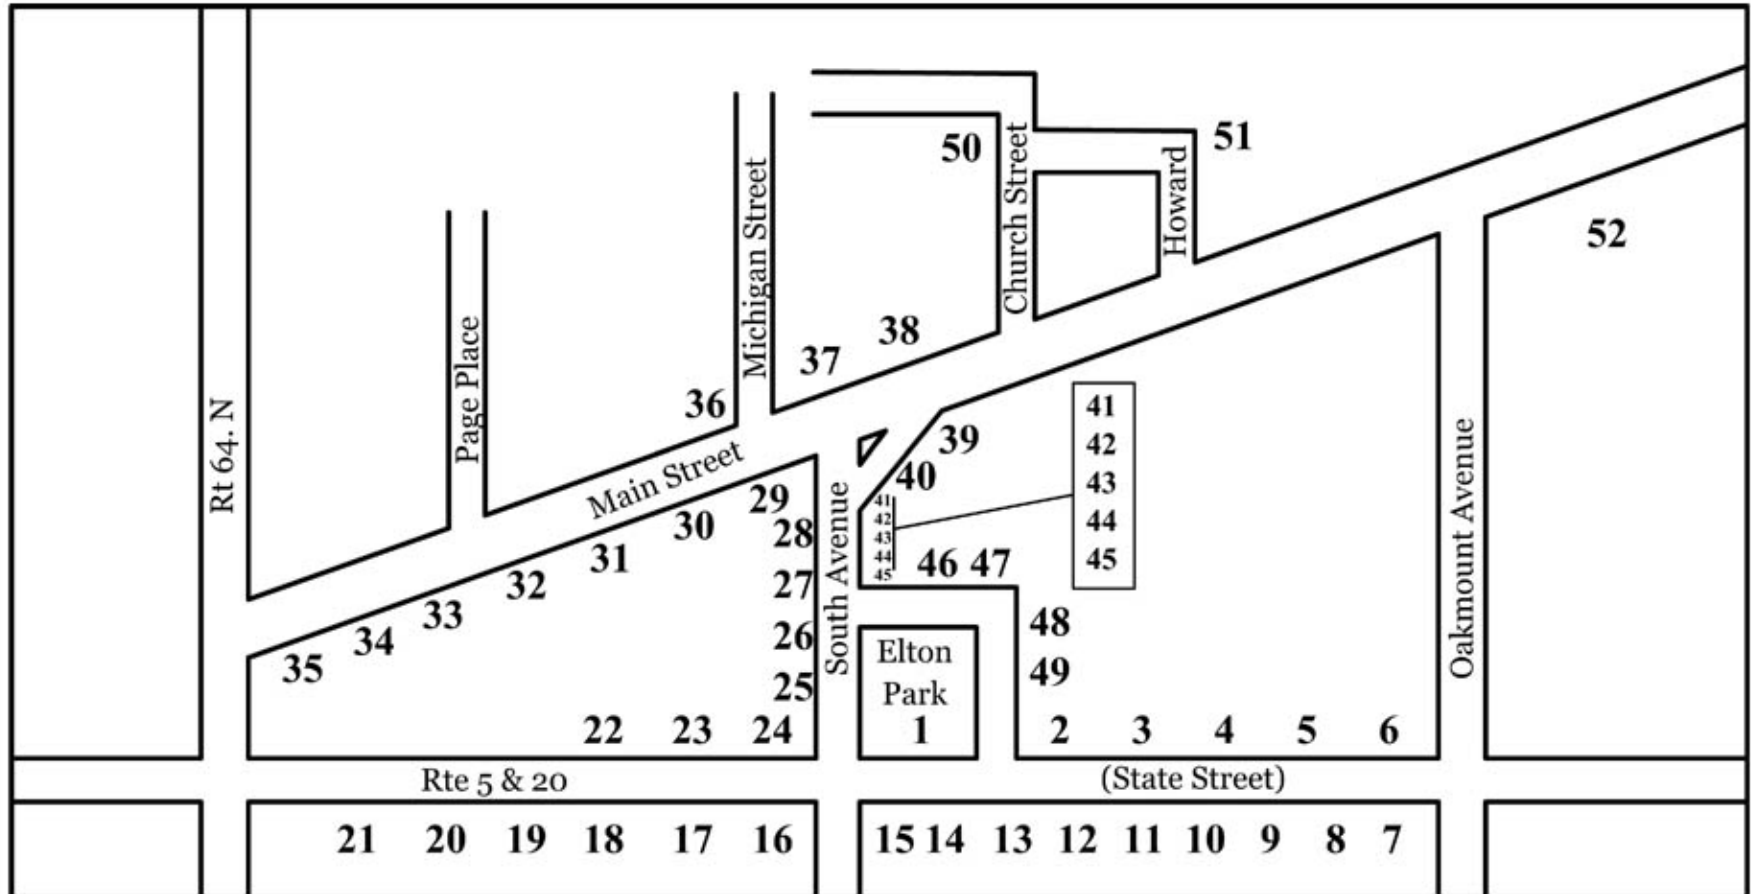 50
51
52
Church Street
Howard
Michigan Street
38
37
36
Page Place
Rt 64. N
Main Street
39
40
41
42
43
44
45
41
42
43
44
45
29
30
28
31
27
32
33
26
34
25
35
South Avenue
46 47
48
49
Oakmount Avenue
Elton
Park
1
22 23 24
2 3 4 5 6
Rte 5 & 20
(State Street)
21 20 19 18 17 16
15 14 13 12 11 10 9 8 7